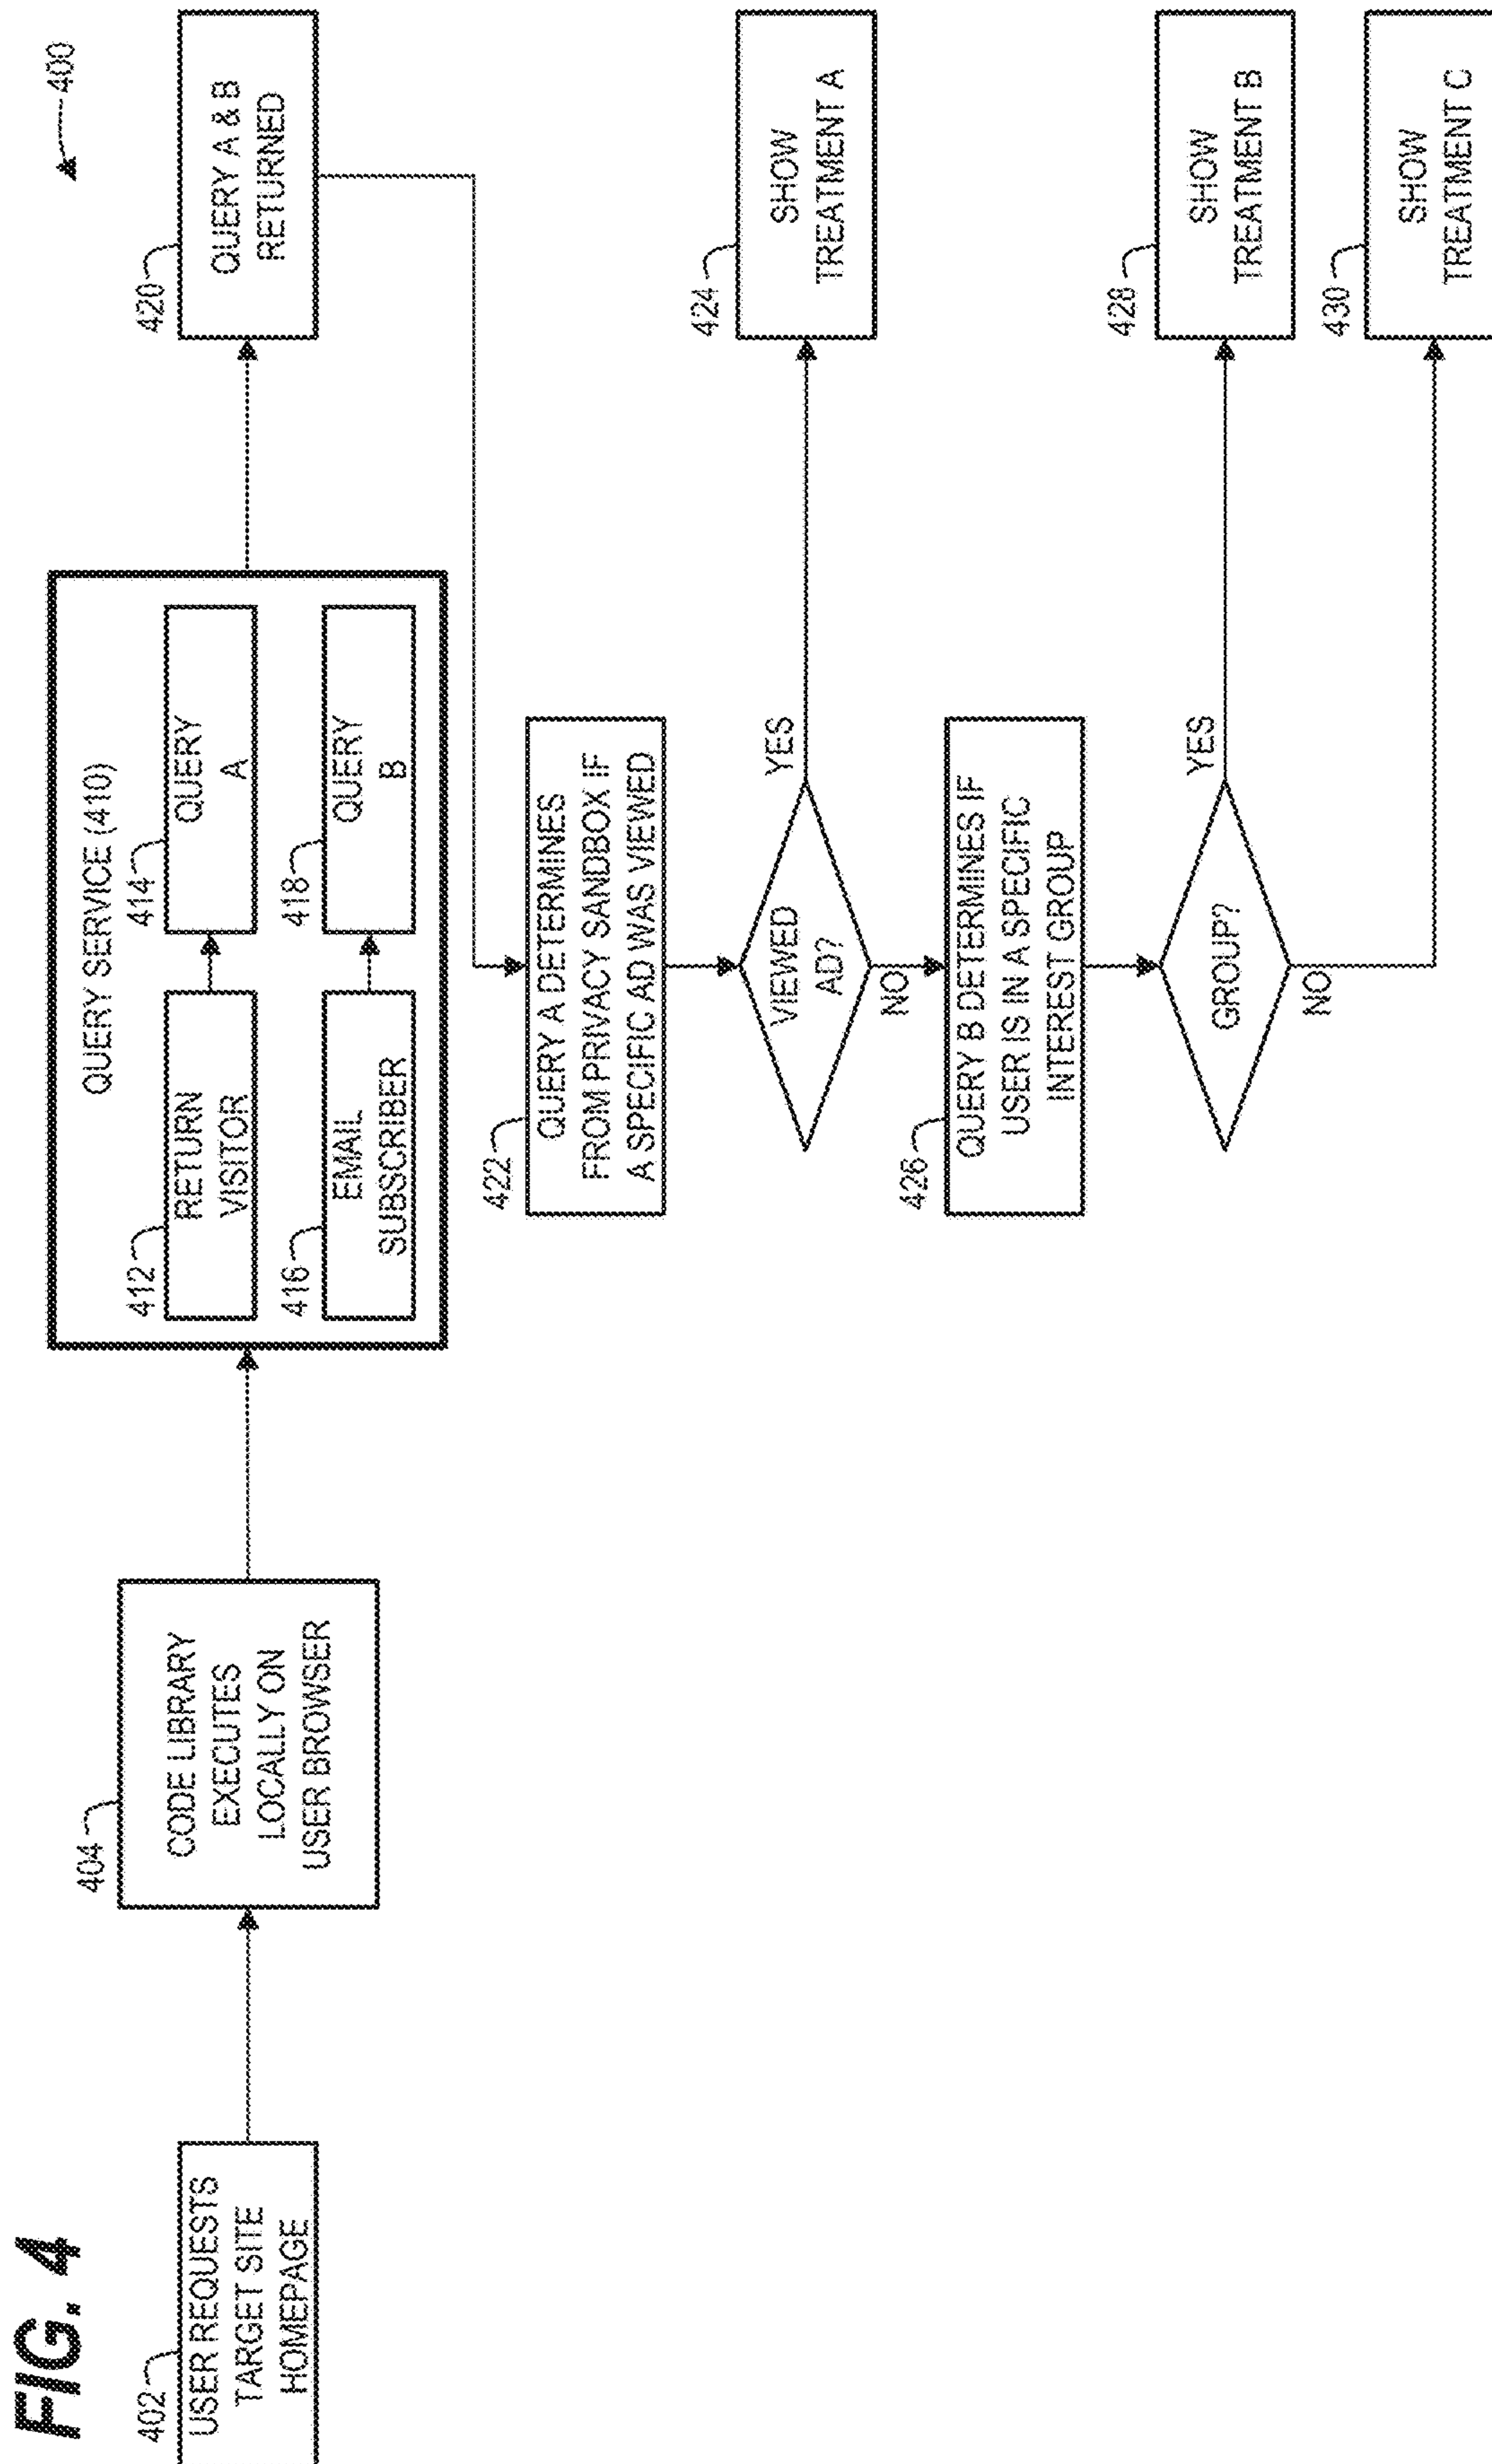 FIG. 4
400
402
USER REQUESTS
TARGET SITE
HOMEPAGE
404
CODE LIBRARY
EXECUTES
LOCALLY ON
USER BROWSER
QUERY SERVICE (410)
412
RETURN
VISITOR
414
QUERY
A
416
EMAIL
SUBSCRIBER
418
QUERY
B
420
QUERY A & B
RETURNED
422
QUERY A DETERMINES
FROM PRIVACY SANDBOX IF
A SPECIFIC AD WAS VIEWED
VIEWED
AD?
YES
NO
424
SHOW
TREATMENT A
426
QUERY B DETERMINES IF
USER IS IN A SPECIFIC
INTEREST GROUP
GROUP?
YES
NO
428
SHOW
TREATMENT B
430
SHOW
TREATMENT C